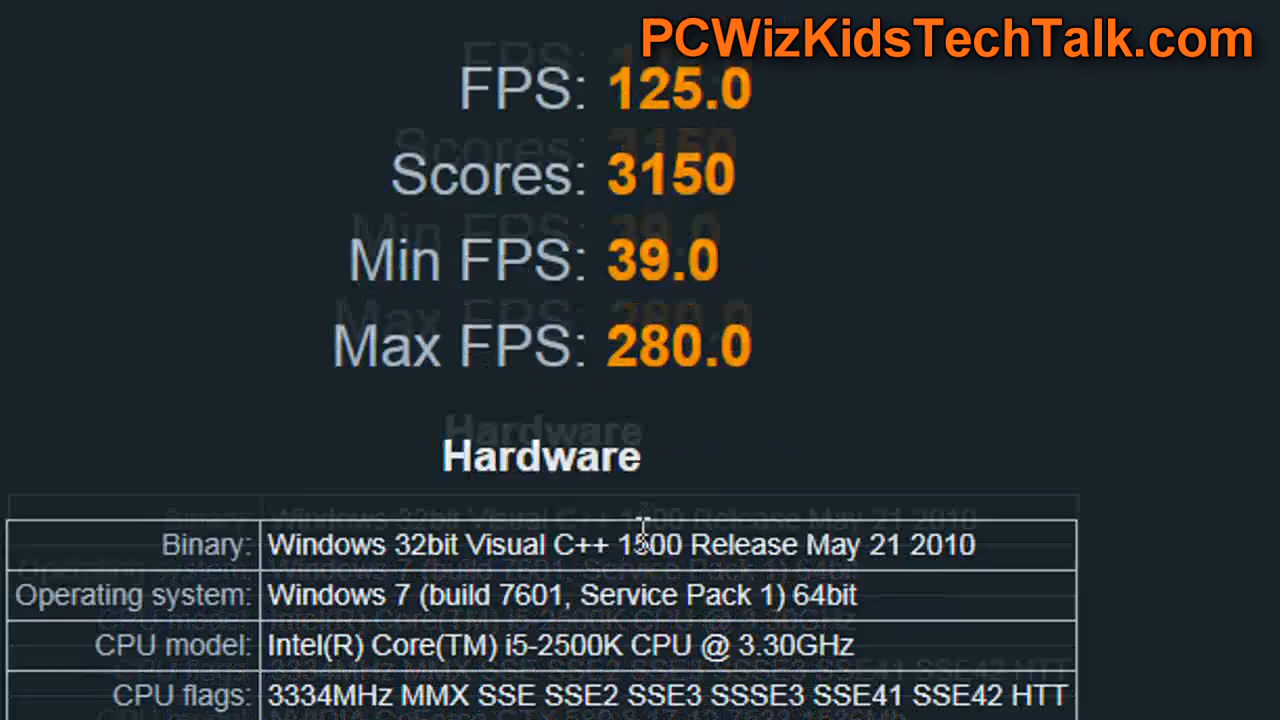 PCWizKidsTechTalk.com
FPS: 125.0
Scores: 3150
Min FPS: 39.0
Max FPS: 280.0
Hardware
Binary: Windows 32bit Visual C++ 1500 Release May 21 2010
Operating system: Windows 7 (build 7601, Service Pack 1) 64bit
CPU model: Intel(R) Core(TM) i5-2500K CPU @ 3.30GHz
CPU flags: 3334MHz MMX SSE SSE2 SSE3 SSSE3 SSE41 SSE42 HTT